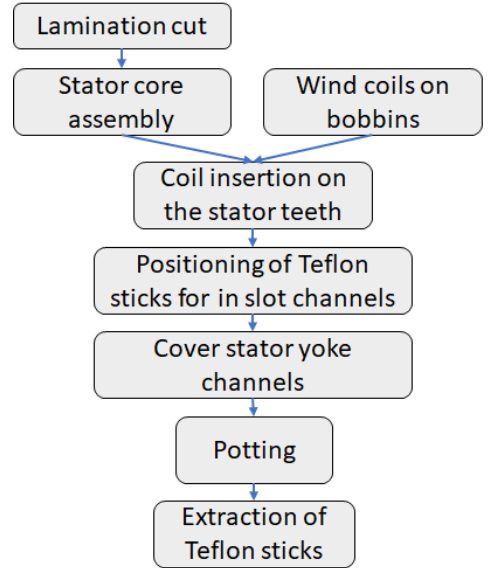 Lamination cut
Stator core
assembly
Wind coils on
bobbins
Coil insertion on
the stator teeth
Positioning of Teflon
sticks for in slot channels
Cover stator yoke
channels
Potting
Extraction of
Teflon sticks